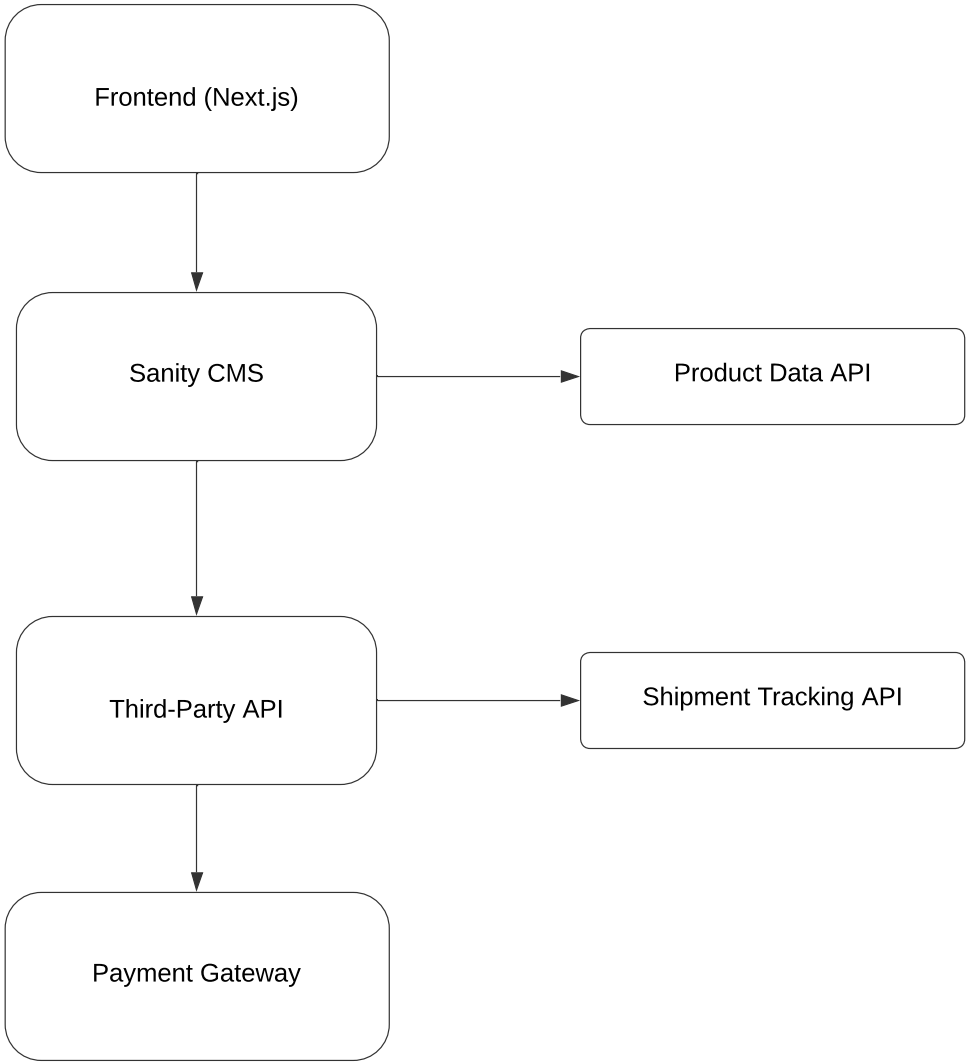 Frontend (Next.js)
Sanity CMS
Product Data API
Third-Party API
Shipment Tracking API
Payment Gateway